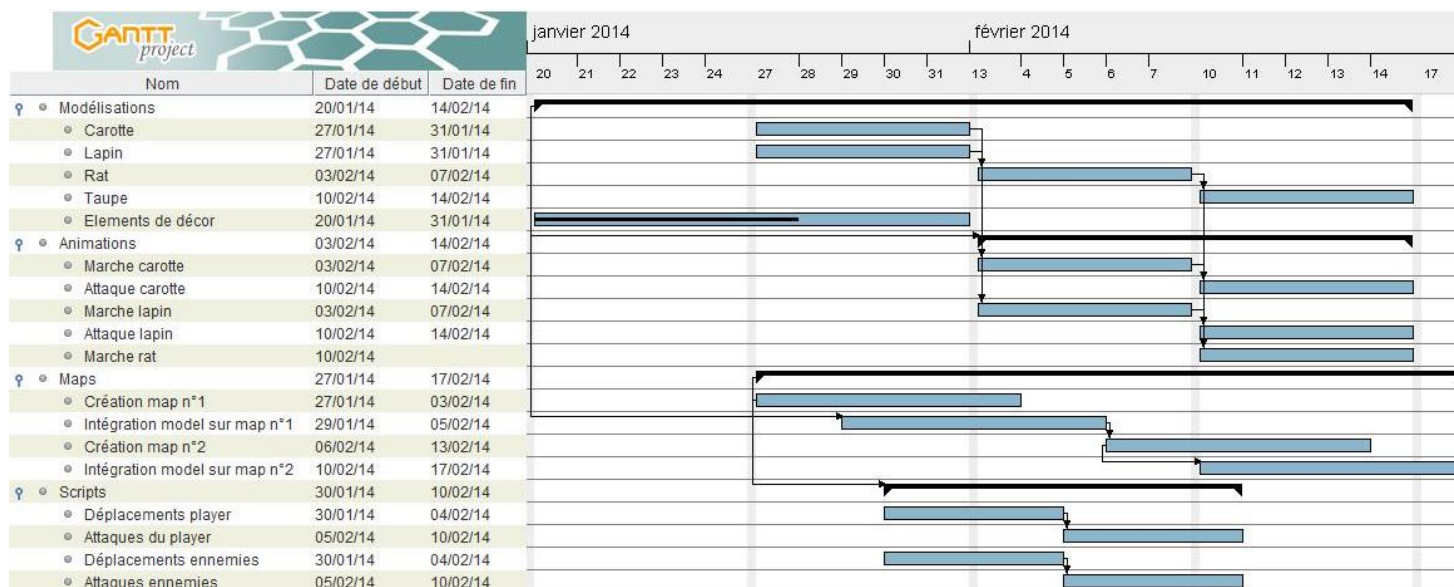 GANTT
project
janvier 2014
février 2014
20 21 22 23 24 27 28 29 30 31 13 4 5 6 7 10 11 12 13 14 17
Nom Date de début Date de fin
Modélisations 20/01/14 14/02/14
Carotte 27/01/14 31/01/14
Lapin 27/01/14 31/01/14
Rat 03/02/14 07/02/14
Taupe 10/02/14 14/02/14
Elements de décor 20/01/14 31/01/14
Animations 03/02/14 14/02/14
Marche carotte 03/02/14 07/02/14
Attaque carotte 10/02/14 14/02/14
Marche lapin 03/02/14 07/02/14
Attaque lapin 10/02/14 14/02/14
Marche rat 10/02/14
Maps 27/01/14 17/02/14
Création map n°1 27/01/14 03/02/14
Intégration model sur map n°1 29/01/14 05/02/14
Création map n°2 06/02/14 13/02/14
Intégration model sur map n°2 10/02/14 17/02/14
Scripts 30/01/14 10/02/14
Déplacements player 30/01/14 04/02/14
Attaques du player 05/02/14 10/02/14
Déplacements ennemies 30/01/14 04/02/14
Attaques ennemies 05/02/14 10/02/14